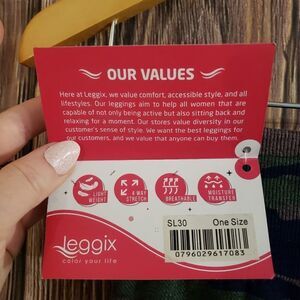 OUR VALUES
Here at Leggix, we value comfort, accessible style, and all
lifestyles. Our leggings aim to help all women that are
capable of not only being active but also sitting back and
relaxing for a moment. Our stores value diversity in our
customer's sense of style. We want the best leggings for
our customers, and we value that anyone can buy them.
LIGHT
WEIGHT
4 WAY
STRETCH
BREATHABLE
MOISTURE
TRANSFER
SL30
One Size
0796029617083
leggix
color your life